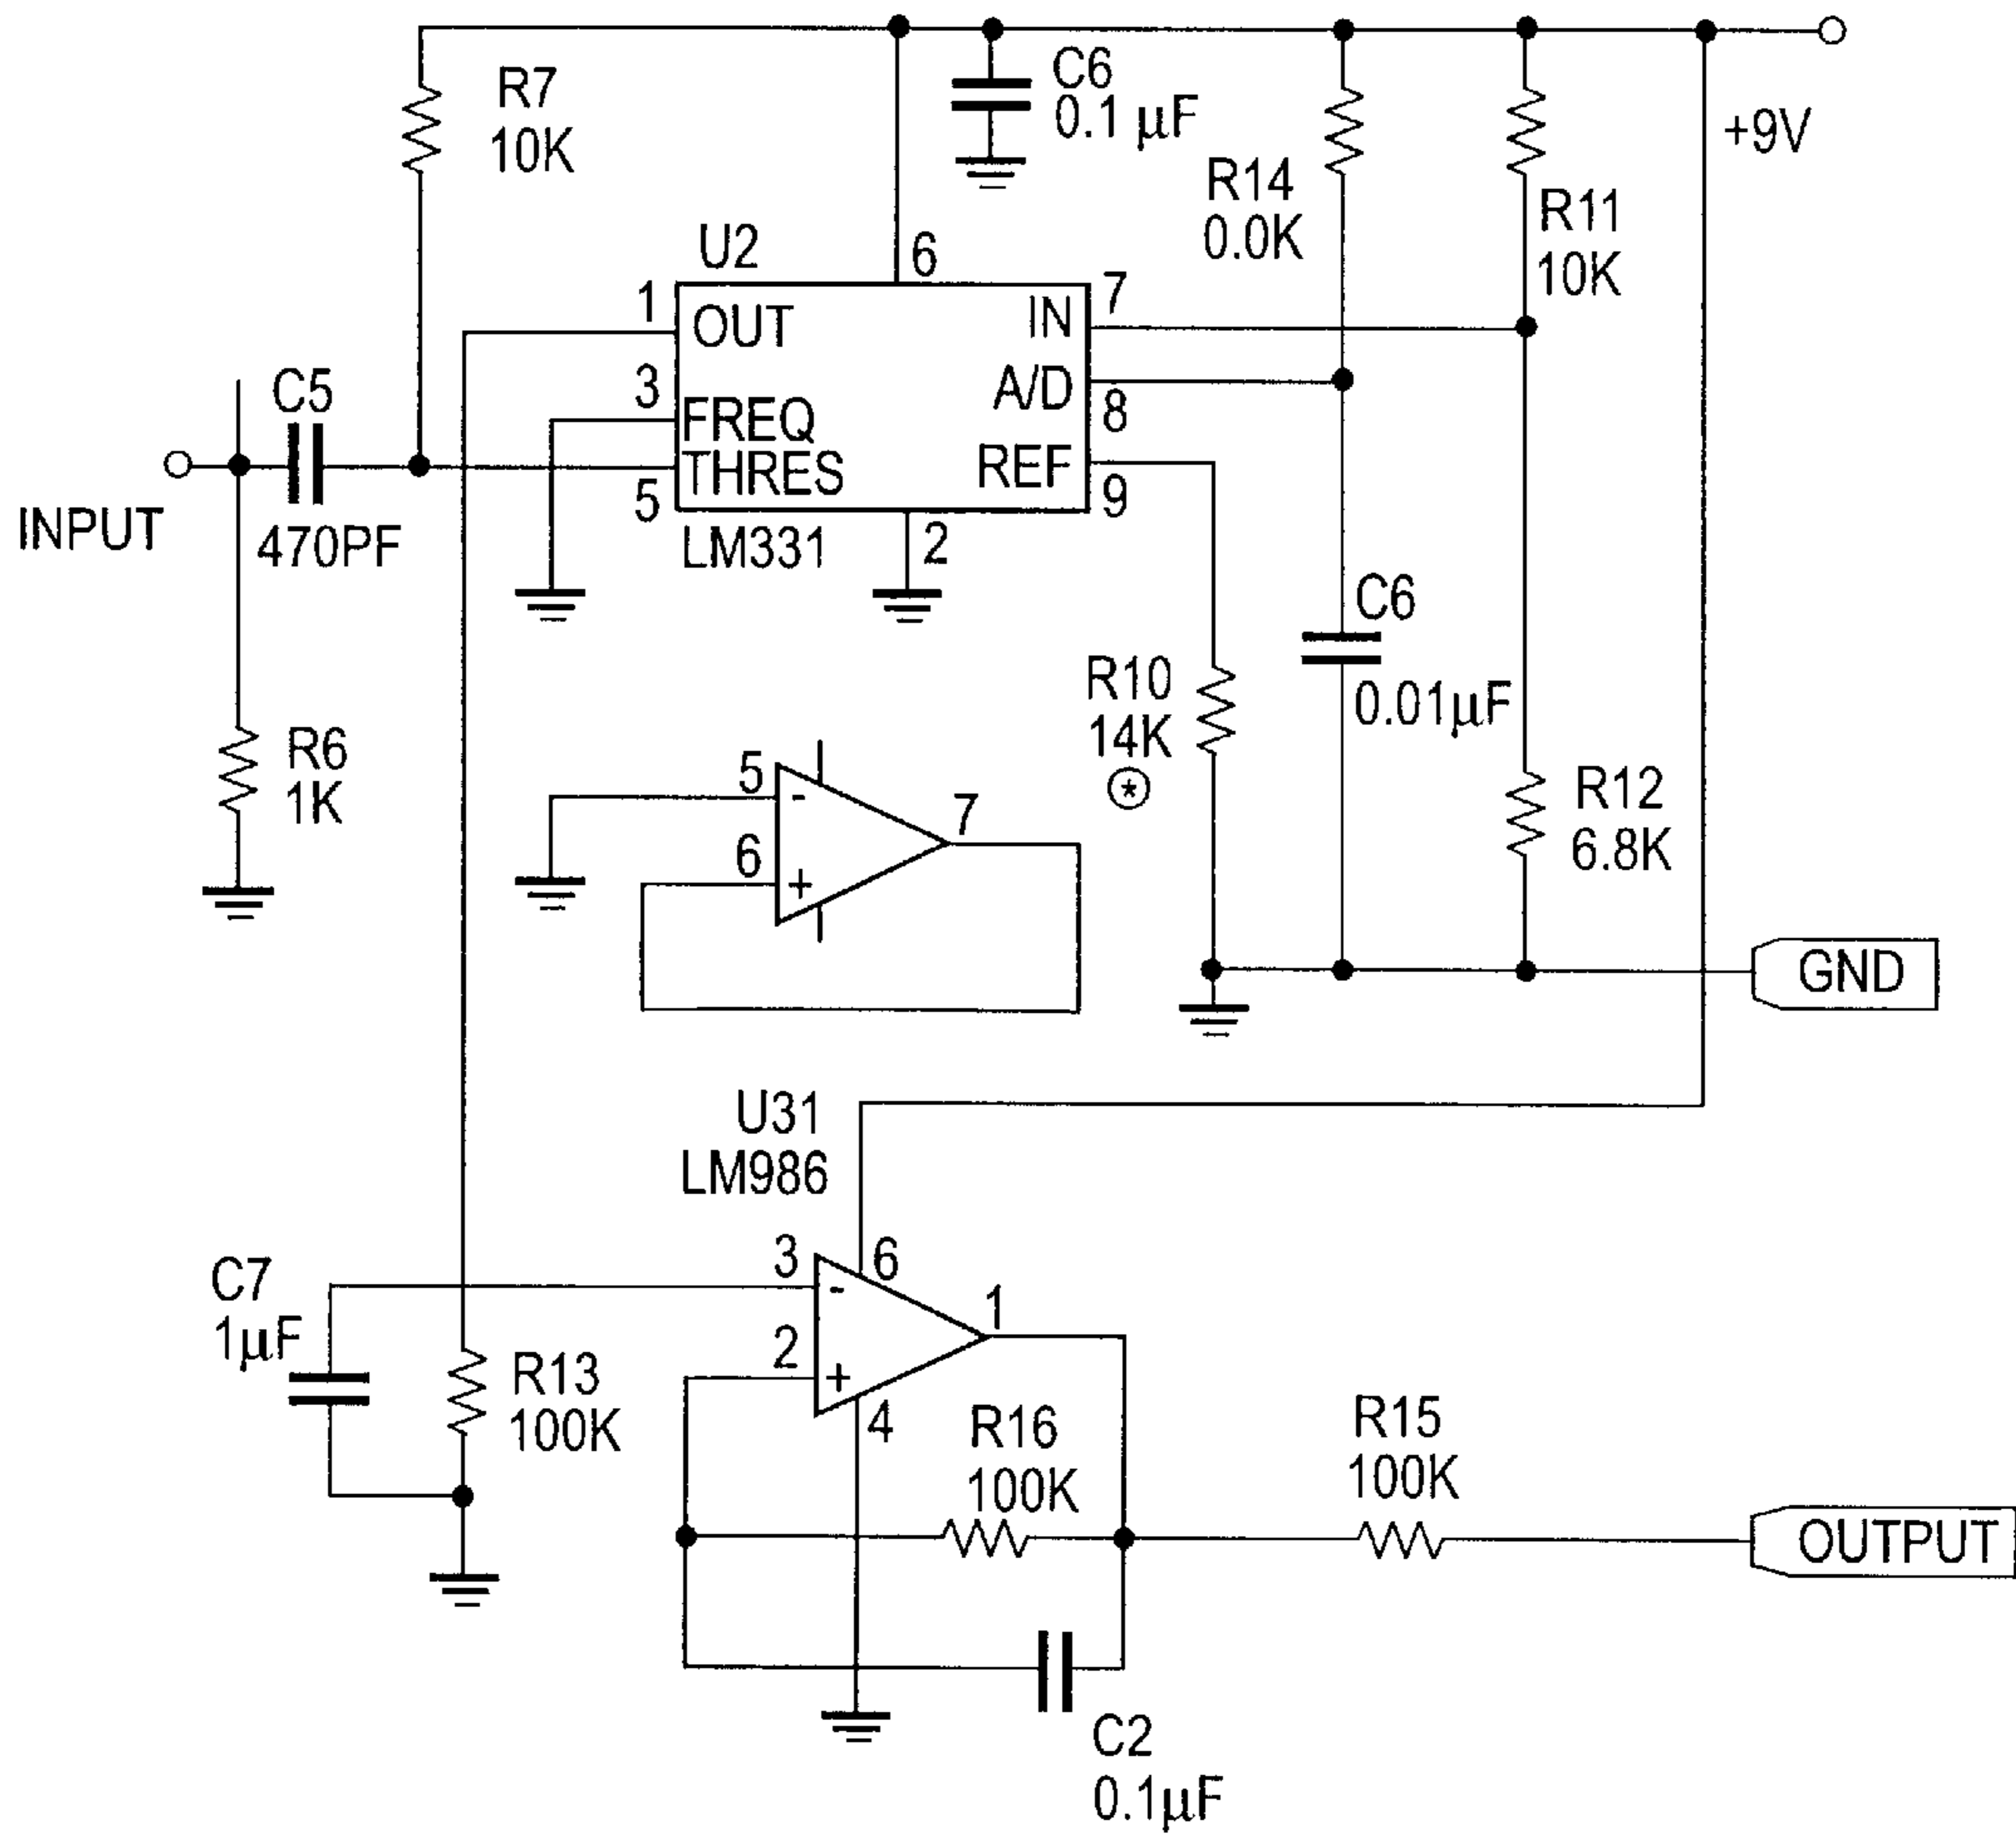 R7
10K
C6
0.1 µF
R14
0.0K
R11
10K
+9V
U2
6
1
OUT
IN
7
3
FREQ
A/D
8
THRES
5
REF
9
LM331
2
C5
470PF
INPUT
R6
1K
R10
14K
*
C6
0.01µF
R12
6.8K
5
-
6
+
7
GND
U31
LM986
3
-
6
1
2
+
4
C7
1µF
R13
100K
R16
100K
R15
100K
OUTPUT
C2
0.1µF